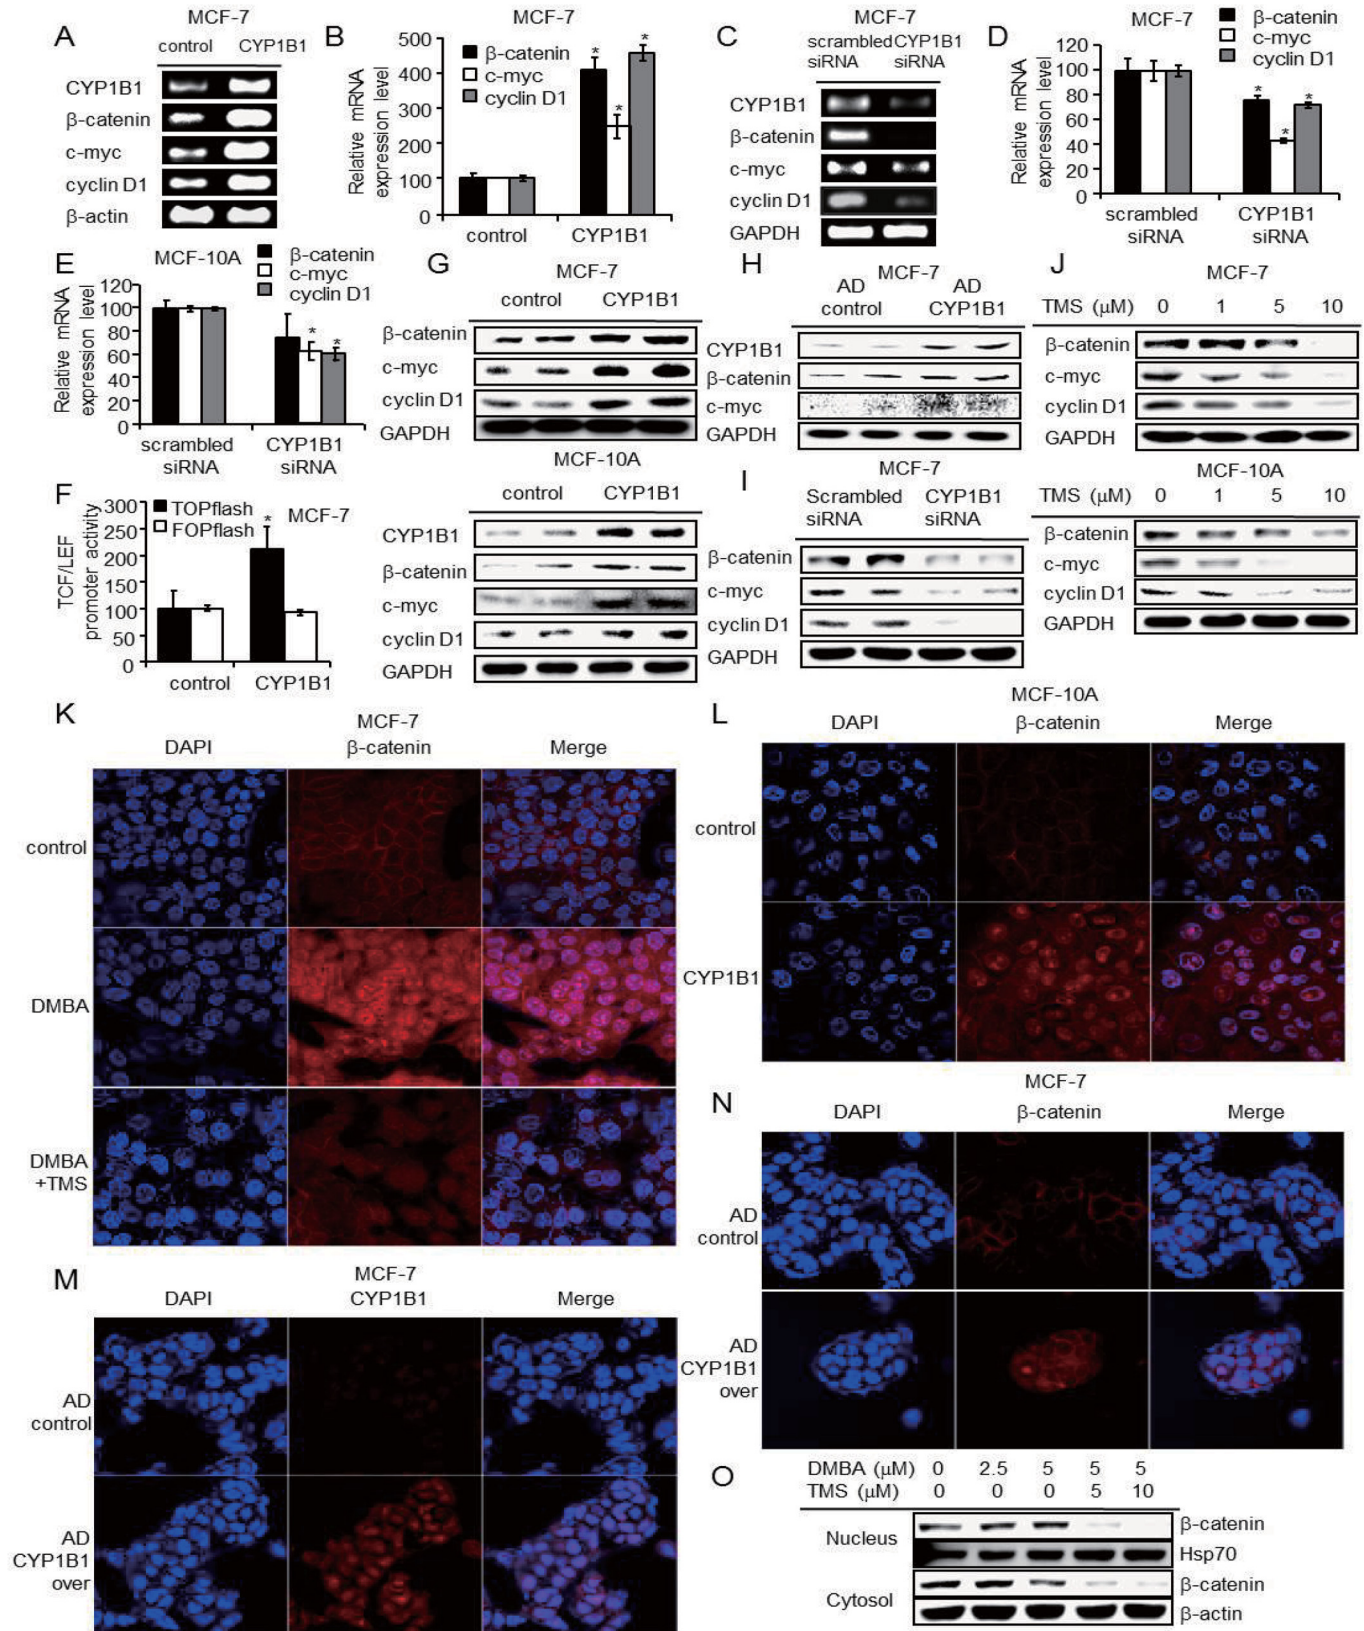 A
MCF-7
control CYP1B1
CYP1B1
β-catenin
c-myc
cyclin D1
β-actin
B
MCF-7
Relative mRNA
expression level
500
400
300
200
100
0
β-catenin
c-myc
cyclin D1
*
*
*
control CYP1B1
C
MCF-7
scrambled CYP1B1
siRNA siRNA
CYP1B1
β-catenin
c-myc
cyclin D1
GAPDH
D
MCF-7
β-catenin
c-myc
cyclin D1
Relative mRNA
expression level
120
100
80
60
40
20
0
*
*
*
scrambled CYP1B1
siRNA siRNA
E
MCF-10A
β-catenin
c-myc
cyclin D1
Relative mRNA
expression level
120
100
80
60
40
20
0
*
*
scrambled CYP1B1
siRNA siRNA
F
TOPflash
FOPflash
MCF-7
TCF/LEF
promoter activity
300
250
200
150
100
50
0
*
control CYP1B1
G
MCF-7
control CYP1B1
β-catenin
c-myc
cyclin D1
GAPDH
MCF-10A
control CYP1B1
CYP1B1
β-catenin
c-myc
cyclin D1
GAPDH
H
MCF-7
AD AD
control CYP1B1
CYP1B1
β-catenin
c-myc
GAPDH
I
MCF-7
Scrambled CYP1B1
siRNA siRNA
β-catenin
c-myc
cyclin D1
GAPDH
J
MCF-7
TMS (μM) 0 1 5 10
β-catenin
c-myc
cyclin D1
GAPDH
MCF-10A
TMS (μM) 0 1 5 10
β-catenin
c-myc
cyclin D1
GAPDH
K
MCF-7
DAPI β-catenin Merge
control
DMBA
DMBA
+TMS
L
MCF-10A
DAPI β-catenin Merge
control
CYP1B1
M
MCF-7
DAPI CYP1B1 Merge
AD
control
AD
CYP1B1
over
N
MCF-7
DAPI β-catenin Merge
AD
control
AD
CYP1B1
over
O
DMBA (μM) 0 2.5 5 5 5
TMS (μM) 0 0 0 5 10
Nucleus
β-catenin
Hsp70
Cytosol
β-catenin
β-actin